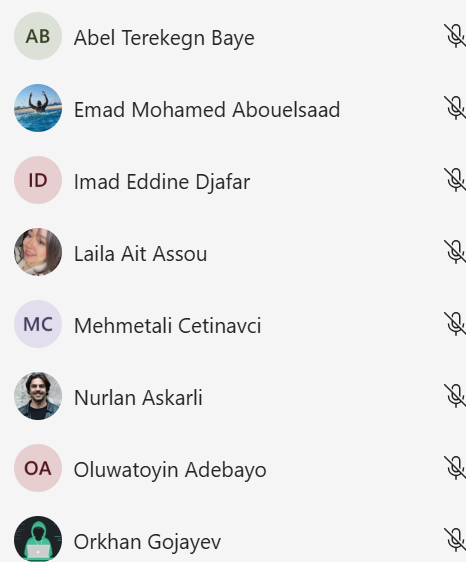 AB Abel Terekegn Baye
Emad Mohamed Abouelsaad
ID Imad Eddine Djafar
Laila Ait Assou
MC Mehmetali Cetinavci
Nurlan Askarli
OA Oluwatoyin Adebayo
Orkhan Gojayev